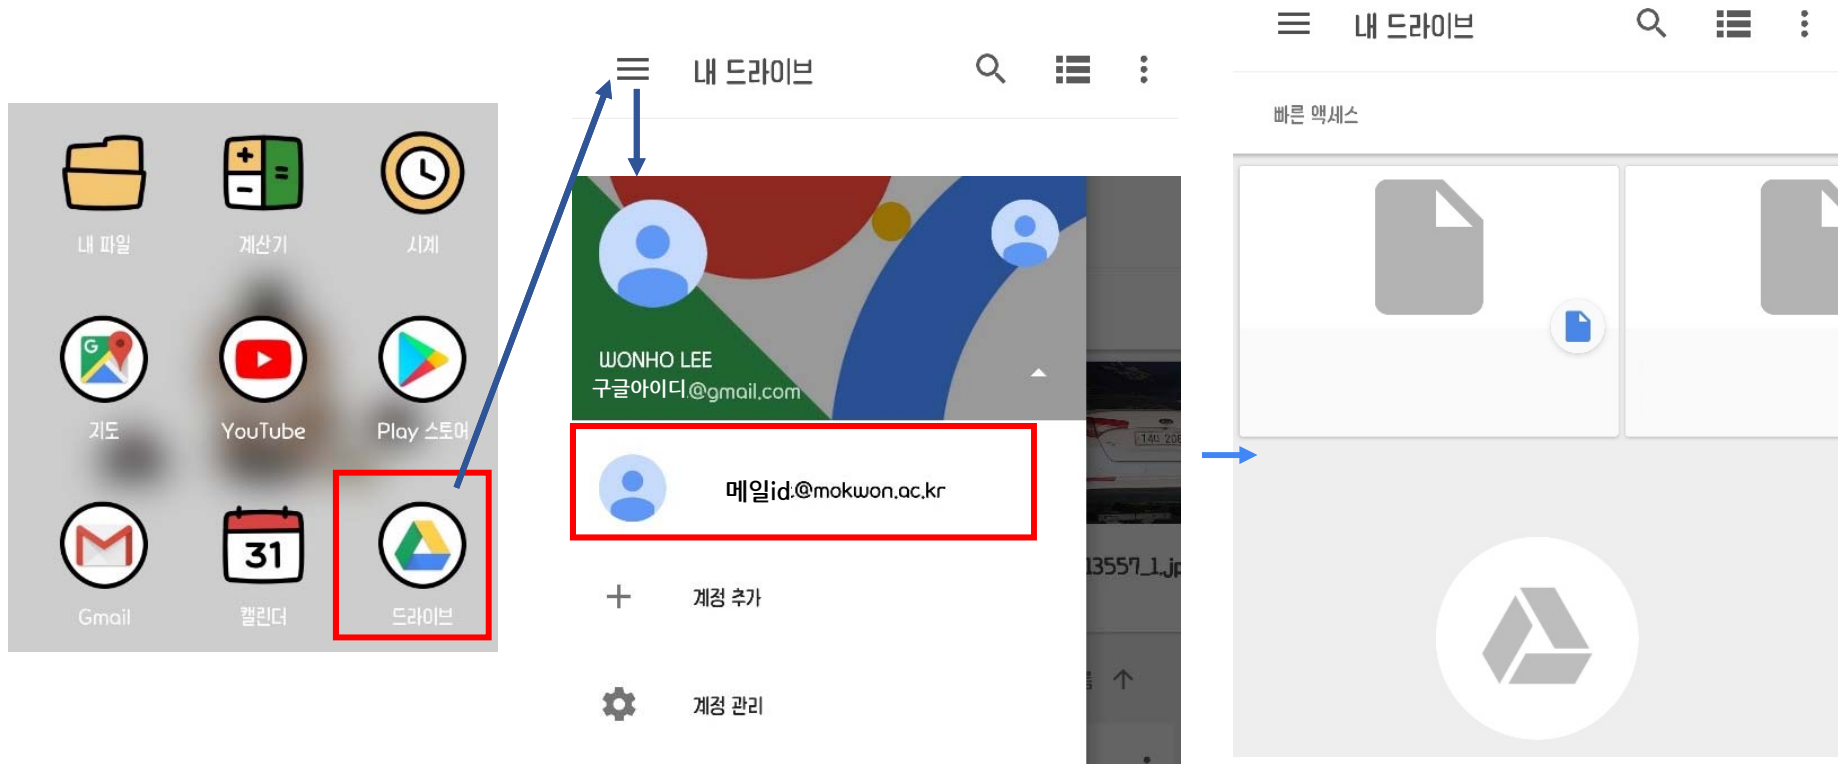 내 파일
계산기
시계
지도
YouTube
Play 스토어
31
Gmail
캘린더
드라이브
내 드라이브
WONHO LEE
구글아이디@gmail.com
메일id@mokwon.ac.kr
계정 추가
계정 관리
13557_1.jp
내 드라이브
빠른 액세스